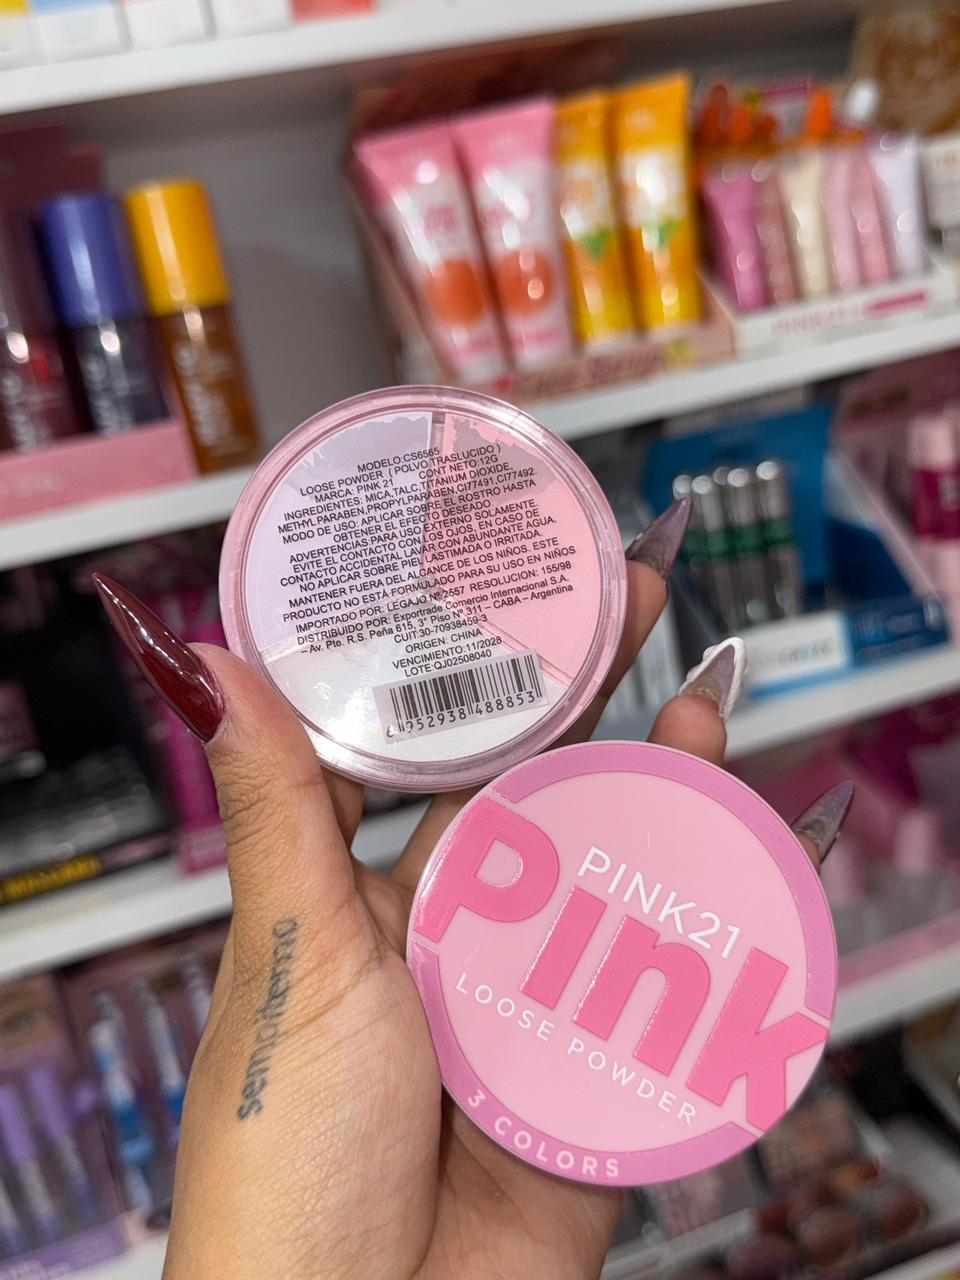 MODELO:CS6565
LOOSE POWDER ( POLVO TRASLUCIDO )
MARCA: PINK 21 CONT NETO:12G
INGREDIENTES: MICA,TALC,TITANIUM DIOXIDE,
METHYL,PARABEN,PROPYLPARABEN,CI77491,CI77492.
MODO DE USO: APLICAR SOBRE EL ROSTRO HASTA
OBTENER EL EFECTO DESEADO
ADVERTENCIAS PARA USO EXTERNO SOLAMENTE
EVITE EL CONTACTO CON LOS OJOS, EN CASO DE
CONTACTO ACCIDENTAL LAVAR CON ABUNDANTE AGUA.
NO APLICAR SOBRE PIEL LASTIMADA O IRRITADA.
MANTENER FUERA DEL ALCANCE DE LOS NIÑOS. ESTE
PRODUCTO NO ESTÁ FORMULADO PARA SU USO EN NIÑOS
IMPORTADO POR: LEGAJO Nº 2557 RESOLUCION: 155/98
DISTRIBUIDO POR: Exportrade Comercio Internacional S.A.
– Av. Pte. R.S. Peña 615, 3° Piso N° 311 – CABA – Argentina
CUIT:30-70938459-3
ORIGEN: CHINA
VENCIMIENTO:11/2028
LOTE:QJ02508040
6 952938 488853
Pink
PINK21
LOOSE POWDER
3 COLORS
sempiterno